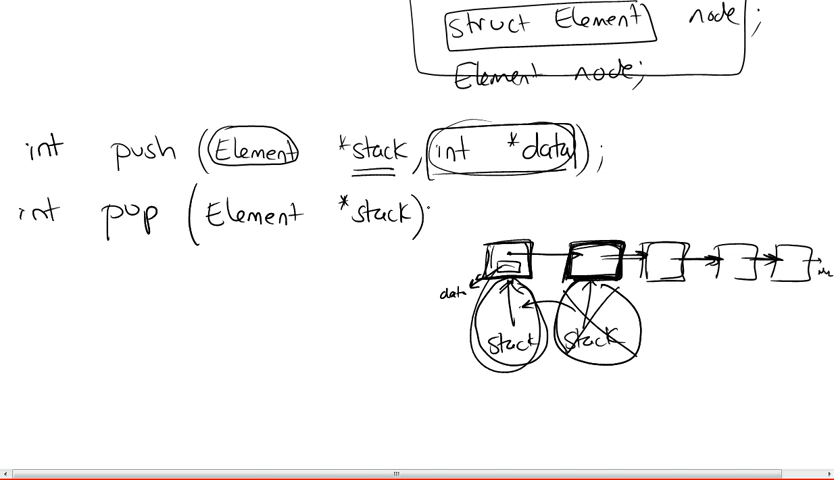 struct Element node;
Element node;
int push (Element *stack, int *data);
int pop (Element *stack);
data
stack stack